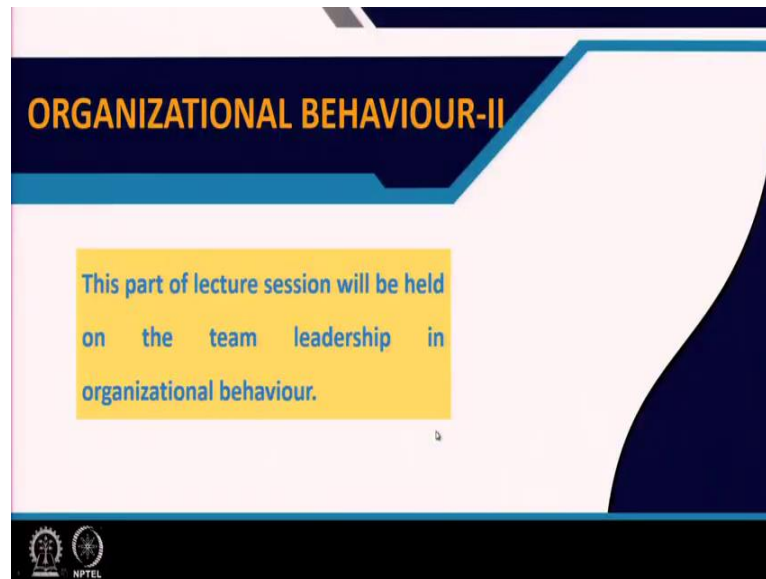 ORGANIZATIONAL BEHAVIOUR-II
This part of lecture session will be held
on the team leadership in
organizational behaviour.
NPTEL